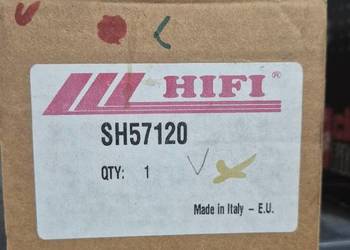 HIFI®
SH57120
QTY: 1
Made in Italy - E.U.